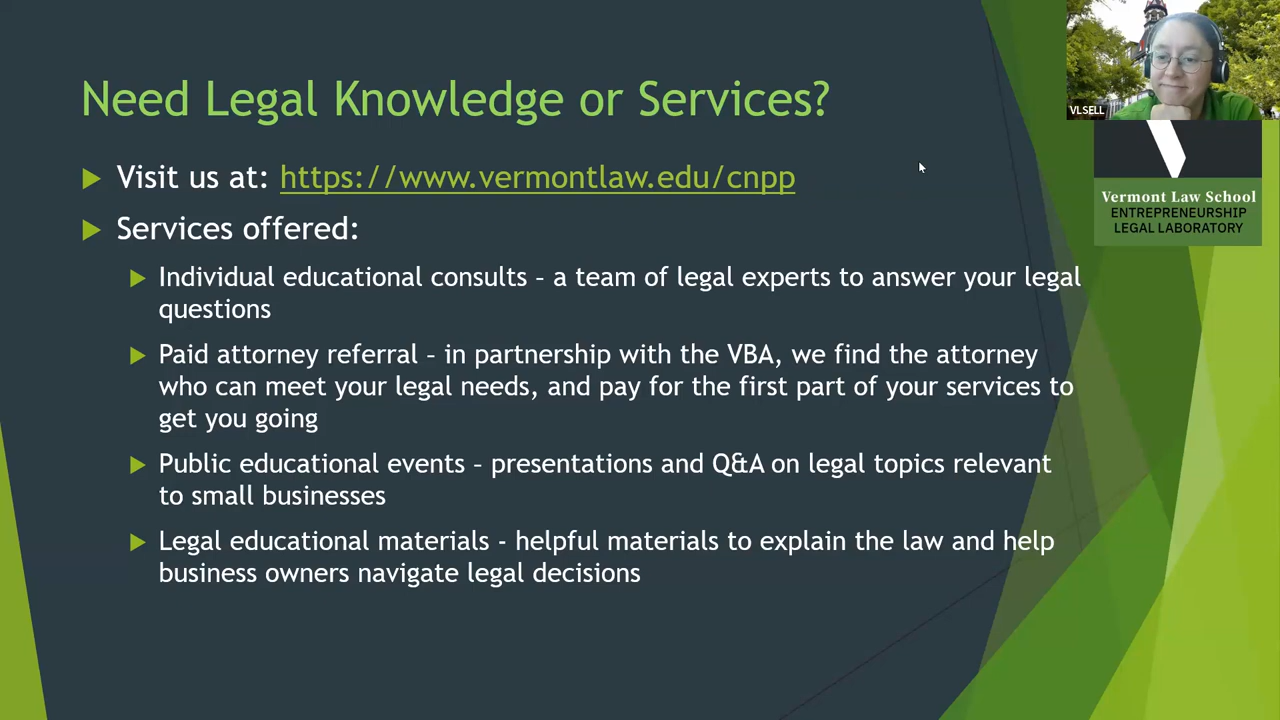 Need Legal Knowledge or Services?
Visit us at: https://www.vermontlaw.edu/cnpp
Services offered:
Individual educational consults – a team of legal experts to answer your legal
questions
Paid attorney referral – in partnership with the VBA, we find the attorney
who can meet your legal needs, and pay for the first part of your services to
get you going
Public educational events – presentations and Q&A on legal topics relevant
to small businesses
Legal educational materials - helpful materials to explain the law and help
business owners navigate legal decisions
VLSELL
Vermont Law School
ENTREPRENEURSHIP
LEGAL LABORATORY